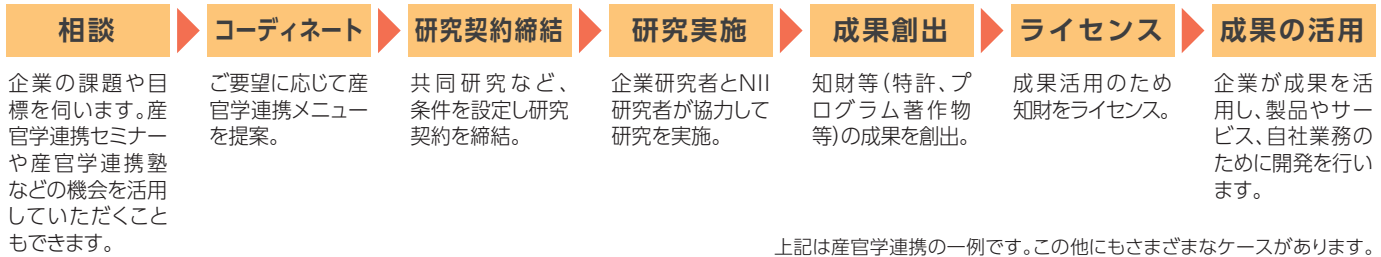 相談
企業の課題や目
標を伺います。産
官学連携セミナー
や産官学連携塾
などの機会を活用
していただくこと
もできます。
コーディネート
ご要望に応じて産
官学連携メニュー
を提案。
研究契約締結
共同研究など、
条件を設定し研究
契約を締結。
研究実施
企業研究者とNII
研究者が協力して
研究を実施。
成果創出
知財等(特許、プ
ログラム著作物
等)の成果を創出。
ライセンス
成果活用のため
知財をライセンス。
成果の活用
企業が成果を活
用し、製品やサー
ビス、自社業務の
ために開発を行い
ます。
上記は産官学連携の一例です。この他にもさまざまなケースがあります。